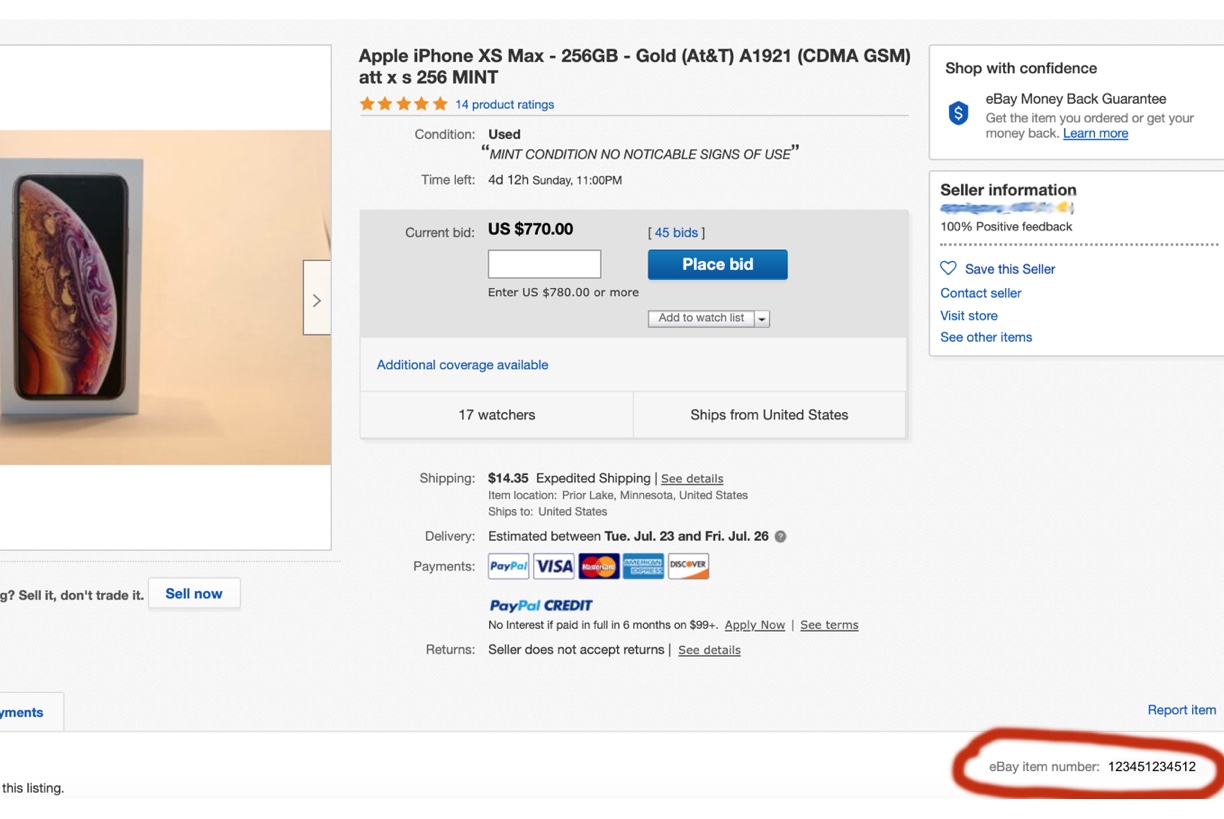 Apple iPhone XS Max - 256GB - Gold (At&T) A1921 (CDMA GSM)
att x s 256 MINT
14 product ratings
Condition: Used
“MINT CONDITION NO NOTICABLE SIGNS OF USE”
Time left: 4d 12h Sunday, 11:00PM
Current bid: US $770.00 [ 45 bids ]
Place bid
Enter US $780.00 or more
Add to watch list
Additional coverage available
17 watchers Ships from United States
Shipping: $14.35 Expedited Shipping | See details
Item location: Prior Lake, Minnesota, United States
Ships to: United States
Delivery: Estimated between Tue. Jul. 23 and Fri. Jul. 26 ?
Payments: PayPal VISA MasterCard AMERICAN EXPRESS DISCOVER
PayPal CREDIT
No Interest if paid in full in 6 months on $99+. Apply Now | See terms
Returns: Seller does not accept returns | See details
Shop with confidence
eBay Money Back Guarantee
Get the item you ordered or get your
money back. Learn more
Seller information
100% Positive feedback
Save this Seller
Contact seller
Visit store
See other items
g? Sell it, don't trade it. Sell now
yments
Report item
eBay item number: 123451234512
this listing.